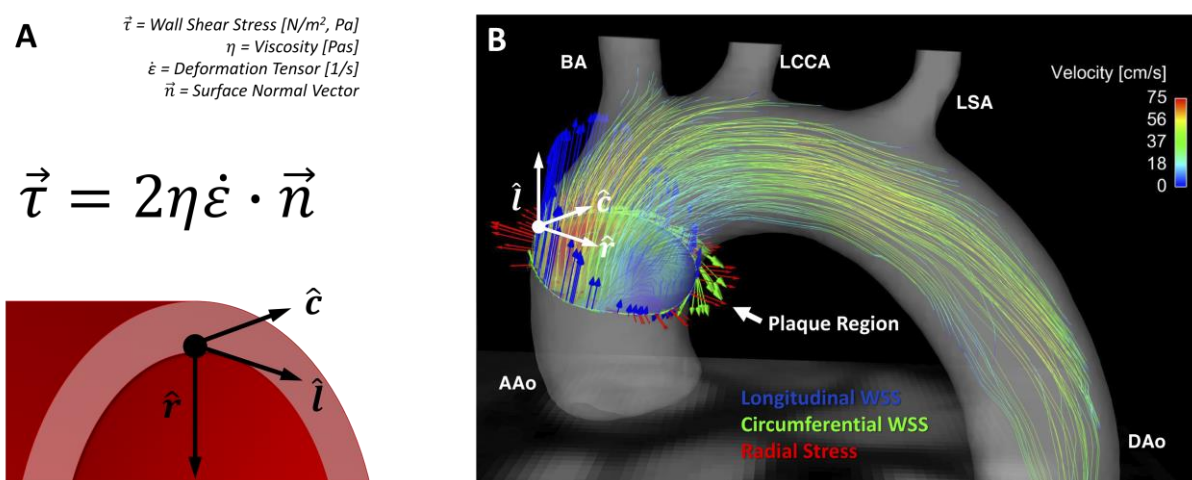 A
τ⃗ = Wall Shear Stress [N/m², Pa]
η = Viscosity [Pas]
ε̇ = Deformation Tensor [1/s]
n⃗ = Surface Normal Vector
τ⃗ = 2ηε̇ · n⃗
ĉ
l̂
r̂
B
BA
LCCA
LSA
Velocity [cm/s]
75
56
37
18
0
l̂
ĉ
r̂
Plaque Region
AAo
Longitudinal WSS
Circumferential WSS
Radial Stress
DAo